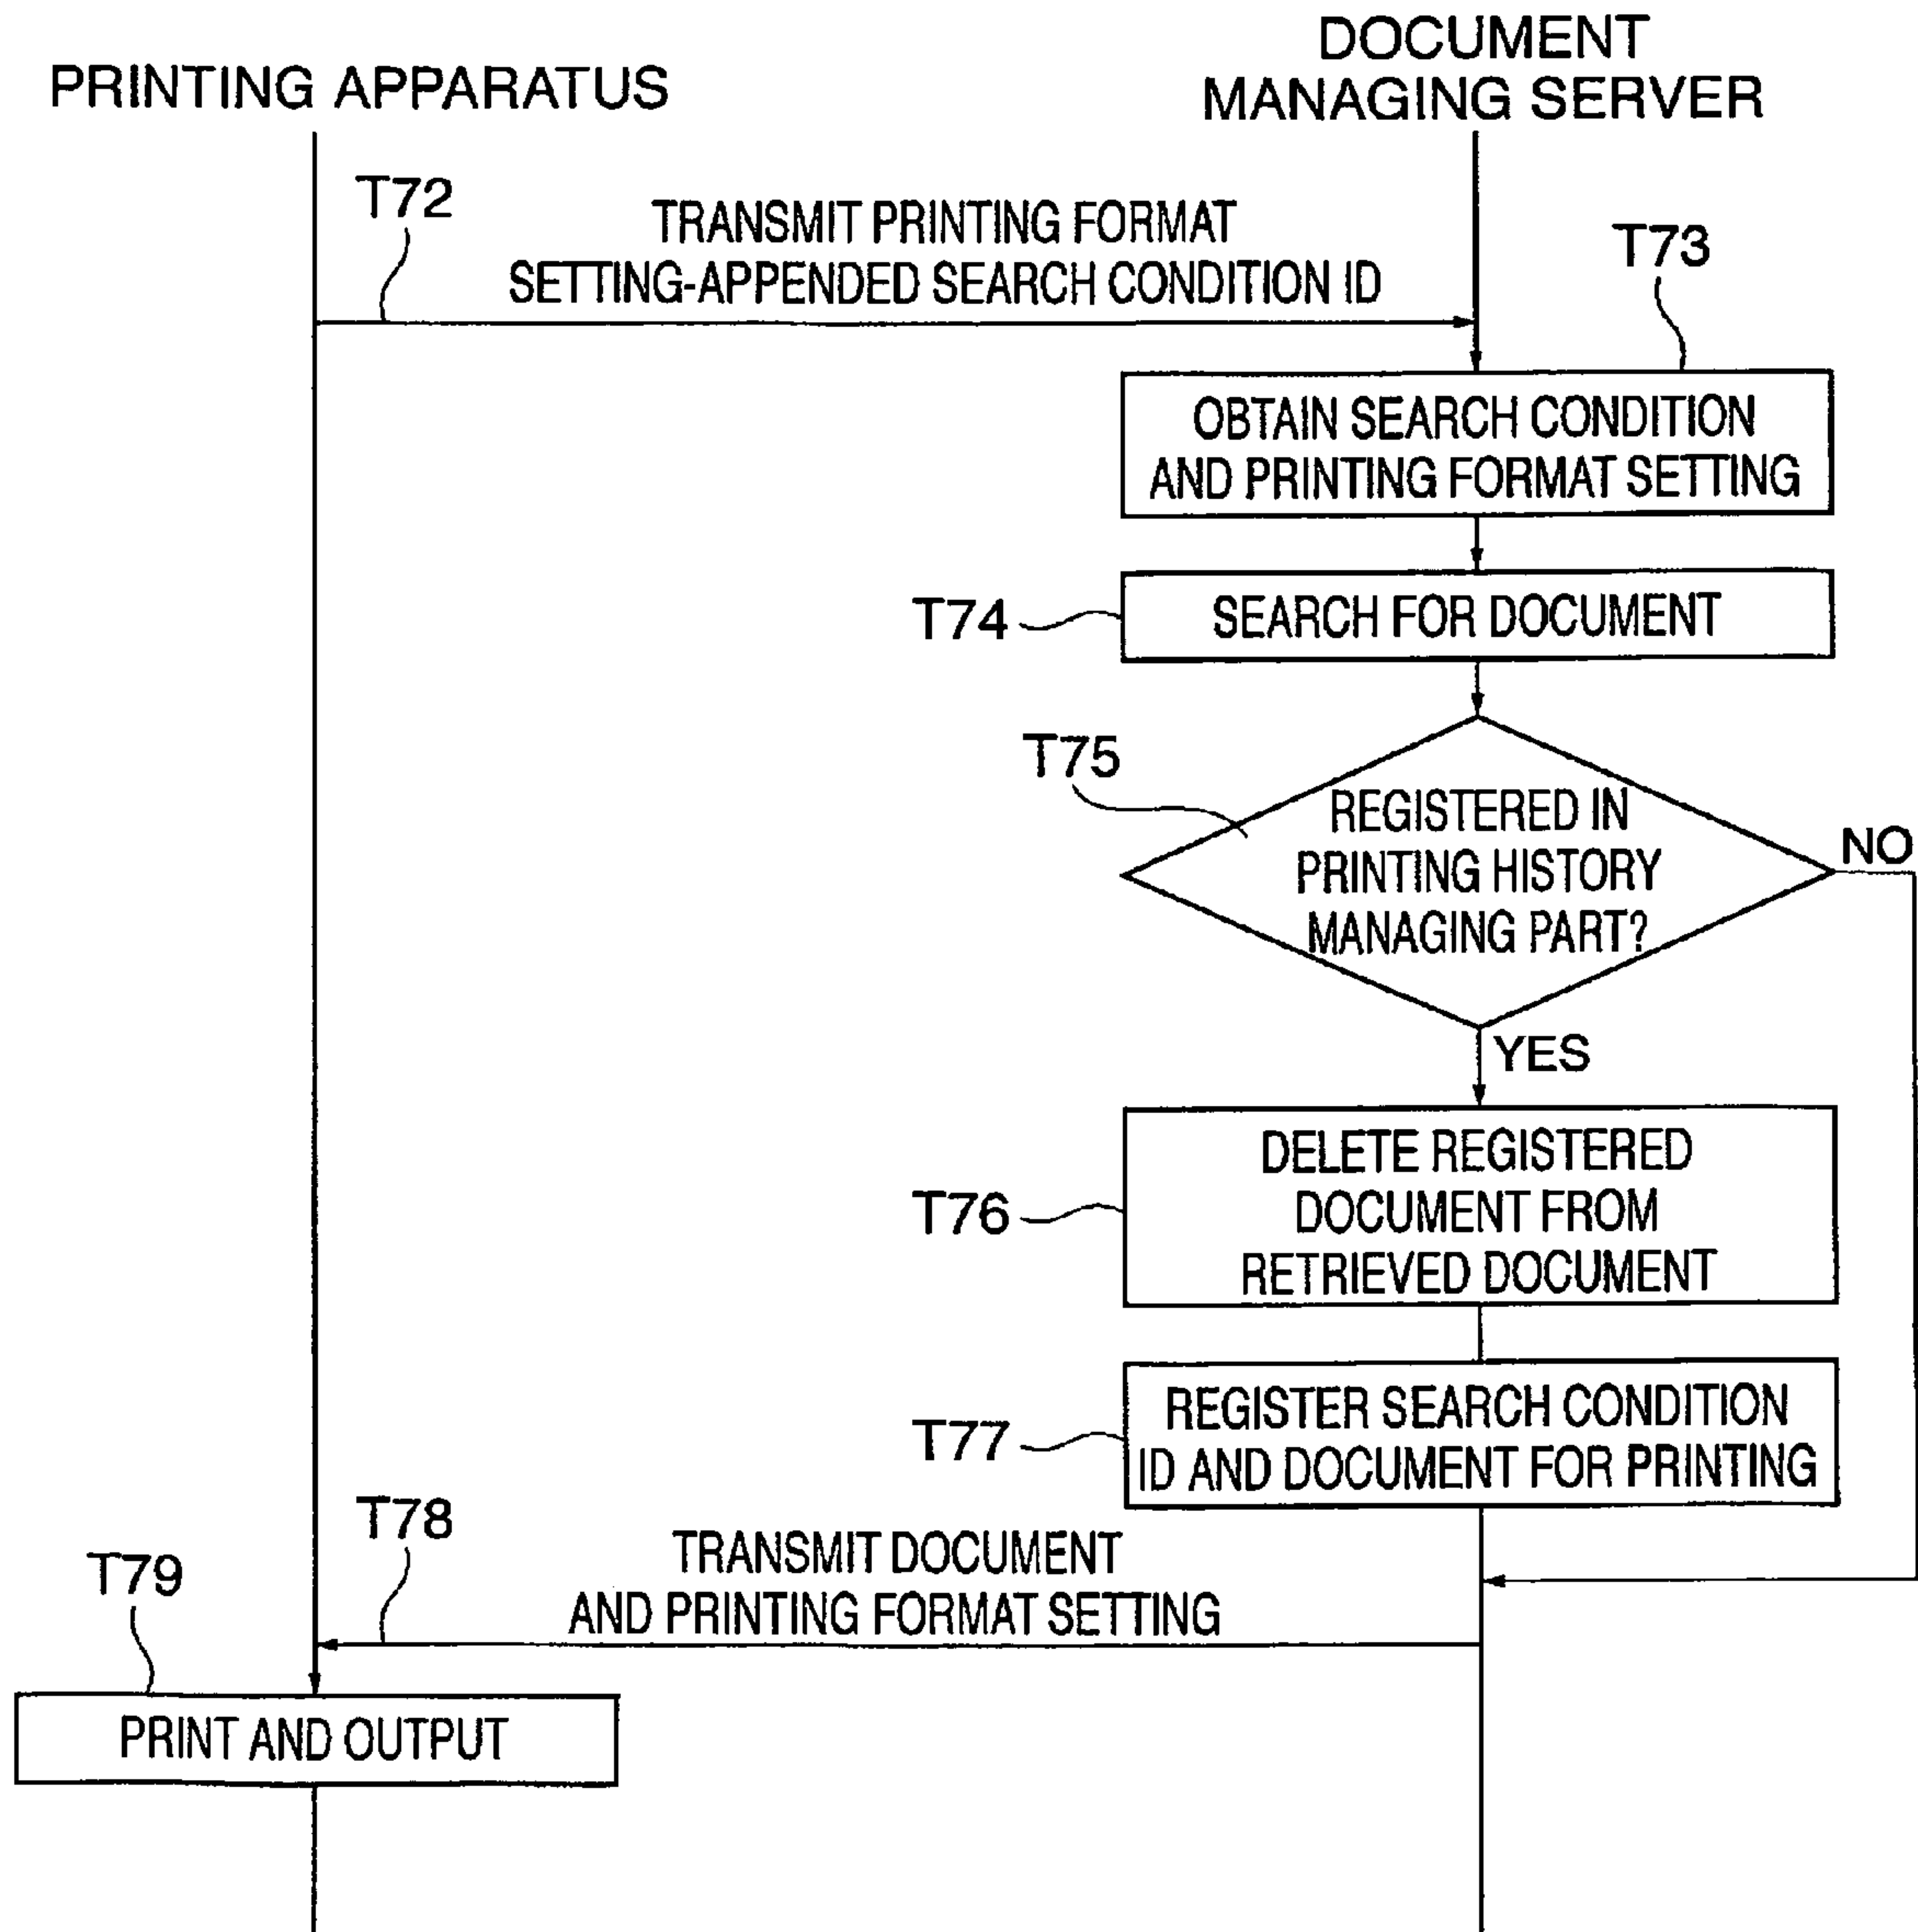 PRINTING APPARATUS
DOCUMENT
MANAGING SERVER
T72
TRANSMIT PRINTING FORMAT
SETTING-APPENDED SEARCH CONDITION ID
T73
OBTAIN SEARCH CONDITION
AND PRINTING FORMAT SETTING
T74
SEARCH FOR DOCUMENT
T75
REGISTERED IN
PRINTING HISTORY
MANAGING PART?
NO
YES
T76
DELETE REGISTERED
DOCUMENT FROM
RETRIEVED DOCUMENT
T77
REGISTER SEARCH CONDITION
ID AND DOCUMENT FOR PRINTING
T78
TRANSMIT DOCUMENT
AND PRINTING FORMAT SETTING
T79
PRINT AND OUTPUT